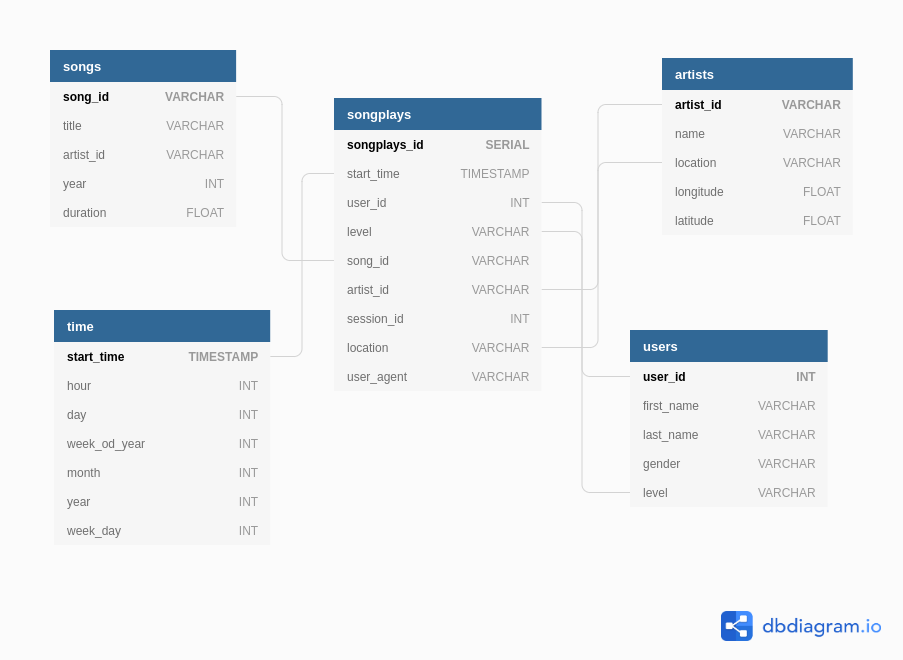 songs
song_id VARCHAR
title VARCHAR
artist_id VARCHAR
year INT
duration FLOAT
songplays
songplays_id SERIAL
start_time TIMESTAMP
user_id INT
level VARCHAR
song_id VARCHAR
artist_id VARCHAR
session_id INT
location VARCHAR
user_agent VARCHAR
artists
artist_id VARCHAR
name VARCHAR
location VARCHAR
longitude FLOAT
latitude FLOAT
time
start_time TIMESTAMP
hour INT
day INT
week_od_year INT
month INT
year INT
week_day INT
users
user_id INT
first_name VARCHAR
last_name VARCHAR
gender VARCHAR
level VARCHAR
dbdiagram.io